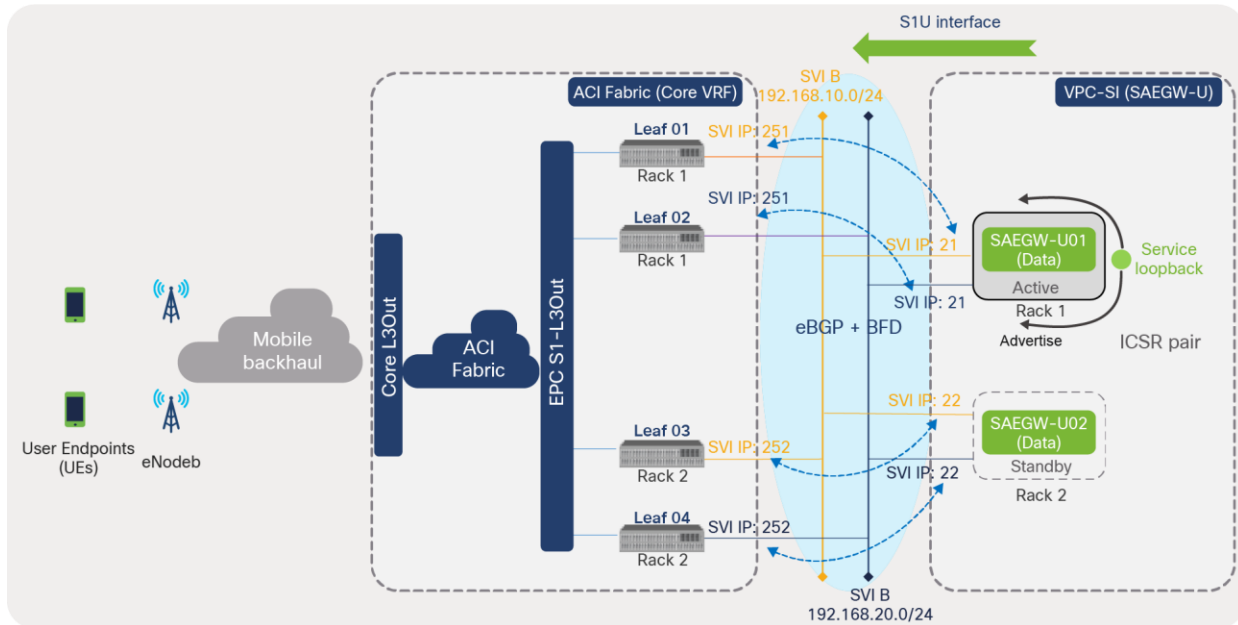 S1U interface
ACI Fabric (Core VRF)
SVI B
192.168.10.0/24
VPC-SI (SAEGW-U)
Leaf 01
SVI IP: 251
Rack 1
Leaf 02
SVI IP: 251
Rack 1
SVI IP: 21
SAEGW-U01
(Data)
Active
Service
loopback
SVI IP: 21
Rack 1
Advertise
ICSR pair
eBGP + BFD
Mobile
backhaul
Core L3Out
ACI
Fabric
EPC S1-L3Out
User Endpoints
(UEs)
eNodeb
Leaf 03
SVI IP: 252
Rack 2
SVI IP: 22
SAEGW-U02
(Data)
Standby
SVI IP: 22
Rack 2
Leaf 04
SVI IP: 252
Rack 2
SVI B
192.168.20.0/24